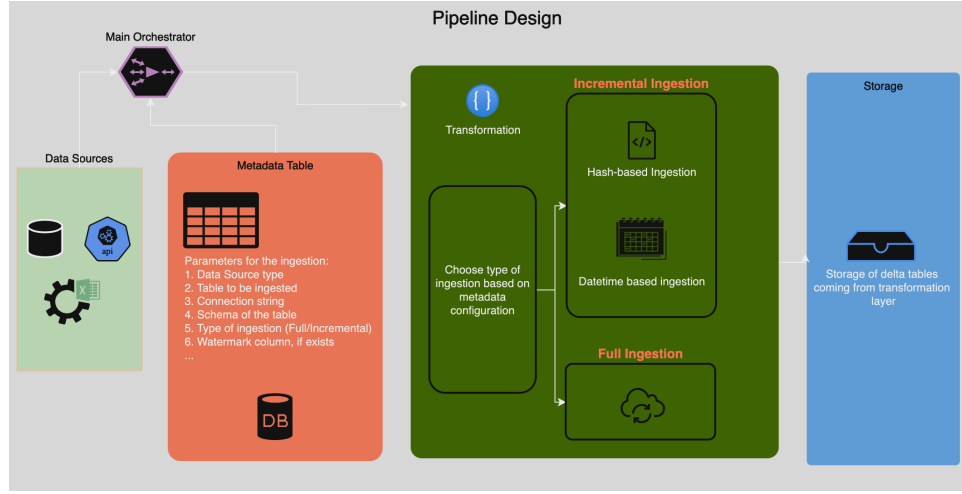 Pipeline Design
Main Orchestrator
Data Sources
api
Metadata Table
Parameters for the ingestion:
1. Data Source type
2. Table to be ingested
3. Connection string
4. Schema of the table
5. Type of ingestion (Full/Incremental)
6. Watermark column, if exists
...
DB
{ }
Transformation
Choose type of
ingestion based on
metadata
configuration
Incremental Ingestion
</>
Hash-based Ingestion
Datetime based ingestion
Full Ingestion
Storage
Storage of delta tables
coming from transformation
layer